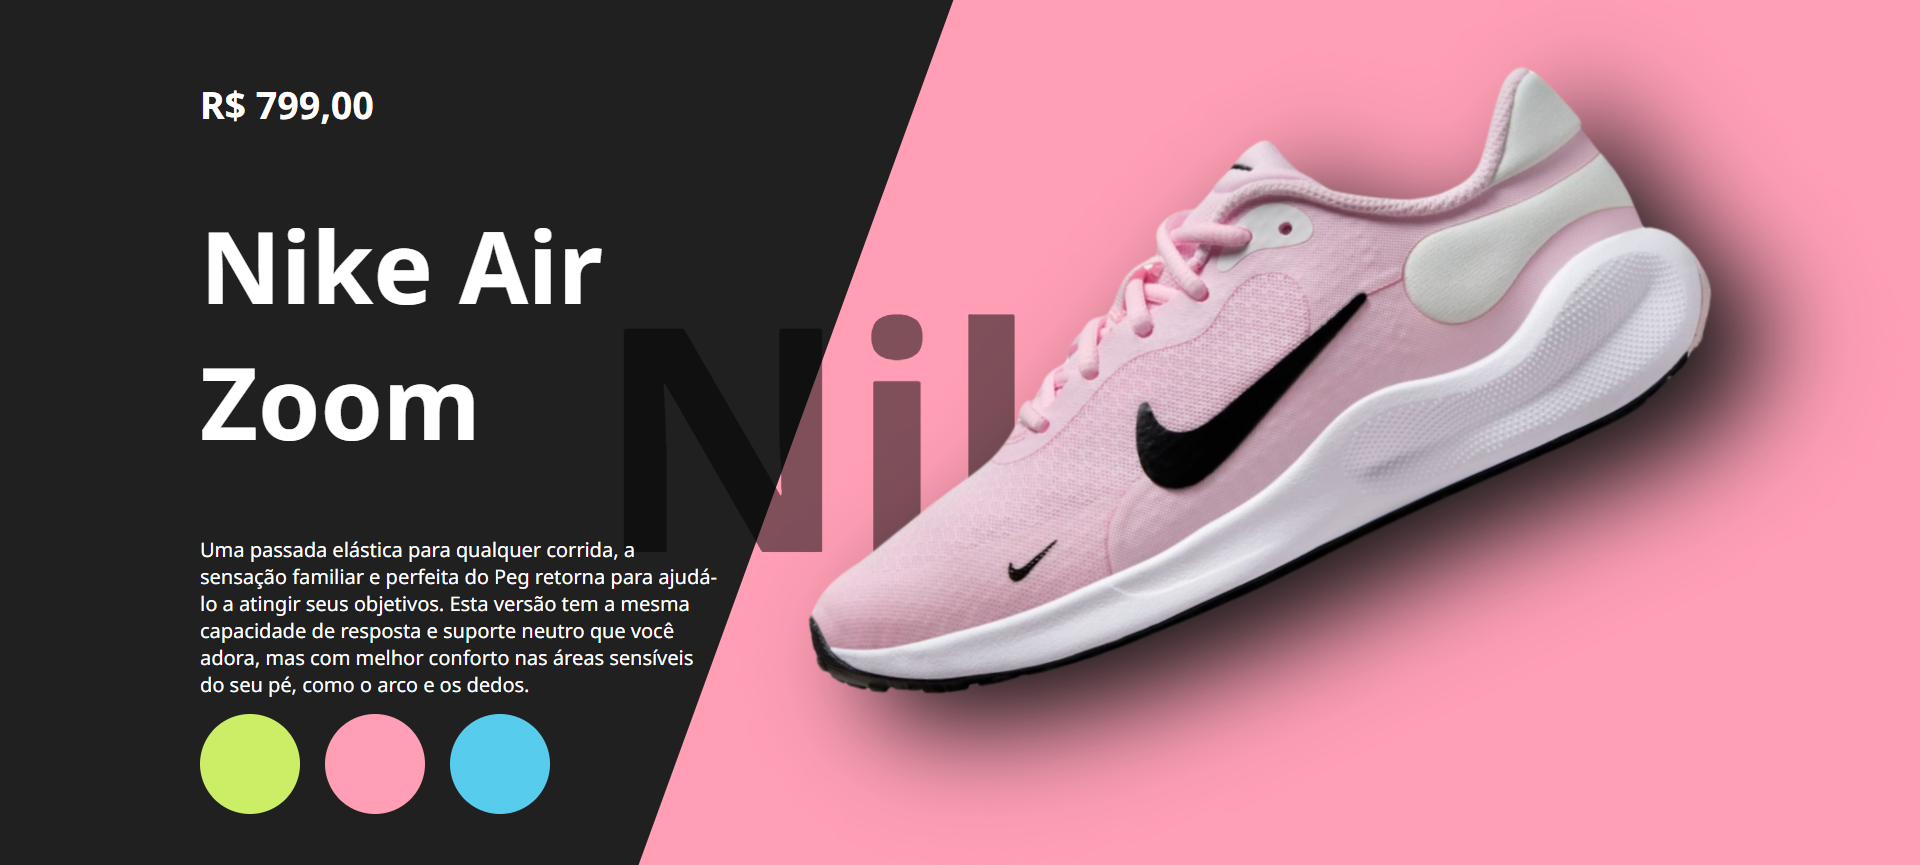 R$ 799,00
Nike Air
Zoom
Nik
Uma passada elástica para qualquer corrida, a
sensação familiar e perfeita do Peg retorna para ajudá-
lo a atingir seus objetivos. Esta versão tem a mesma
capacidade de resposta e suporte neutro que você
adora, mas com melhor conforto nas áreas sensíveis
do seu pé, como o arco e os dedos.